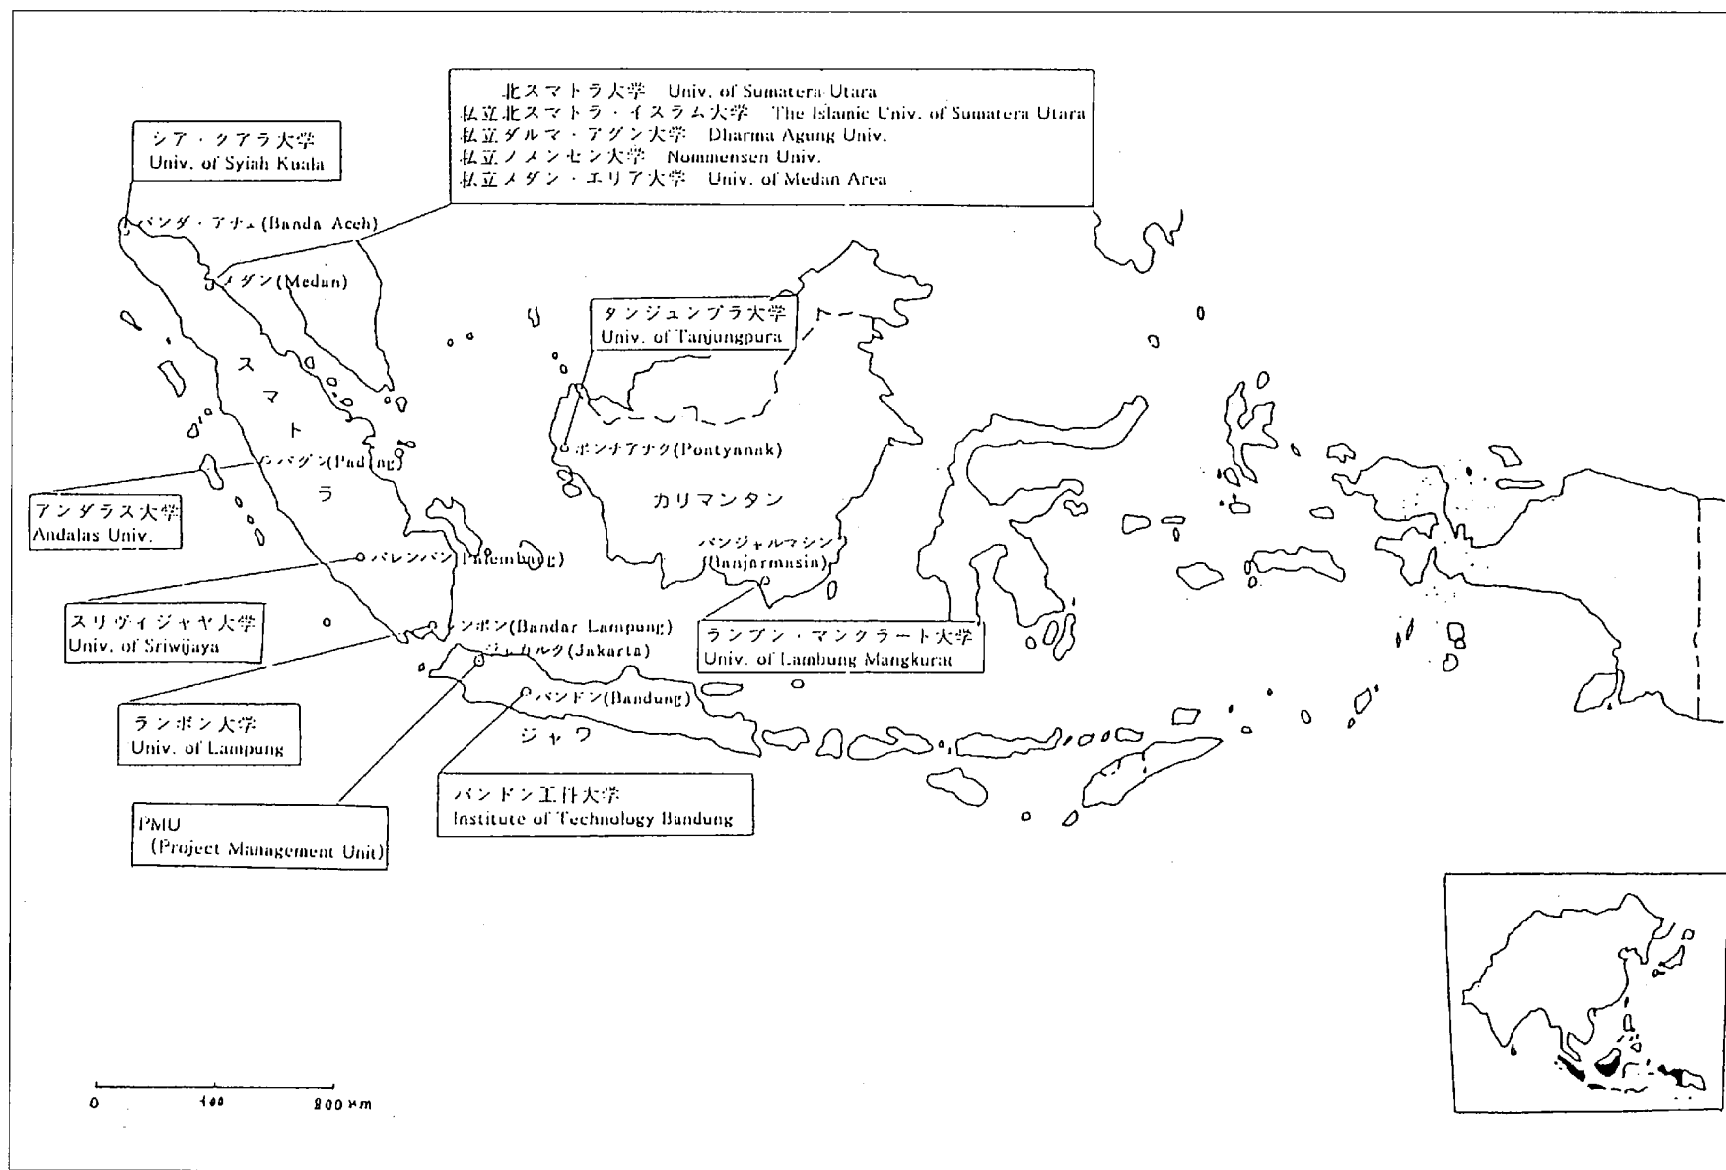 北スマトラ大学 Univ. of Sumatera Utara
私立北スマトラ・イスラム大学 The Islamic Univ. of Sumatera Utara
私立ダルマ・アグン大学 Dharma Agung Univ.
私立ノメンセン大学 Nommensen Univ.
私立メダン・エリア大学 Univ. of Medan Area
シア・クアラ大学
Univ. of Syiah Kuala
バンダ・アチェ(Banda Aceh)
メダン(Medan)
タンジュンプラ大学
Univ. of Tanjungpura
スマトラ
パダン(Padang)
ポンチアナク(Pontyanak)
カリマンタン
アンダラス大学
Andalas Univ.
バンジャルマシン
(Banjarmasin)
パレンバン(Palembang)
スリヴィジャヤ大学
Univ. of Sriwijaya
ンポン(Bandar Lampung)
ジャカルタ(Jakarta)
ランブン・マンクラート大学
Univ. of Lambung Mangkurat
バンドン(Bandung)
ジャワ
ランポン大学
Univ. of Lampung
バンドン工科大学
Institute of Technology Bandung
PMU
(Project Management Unit)
0 400 800 Km